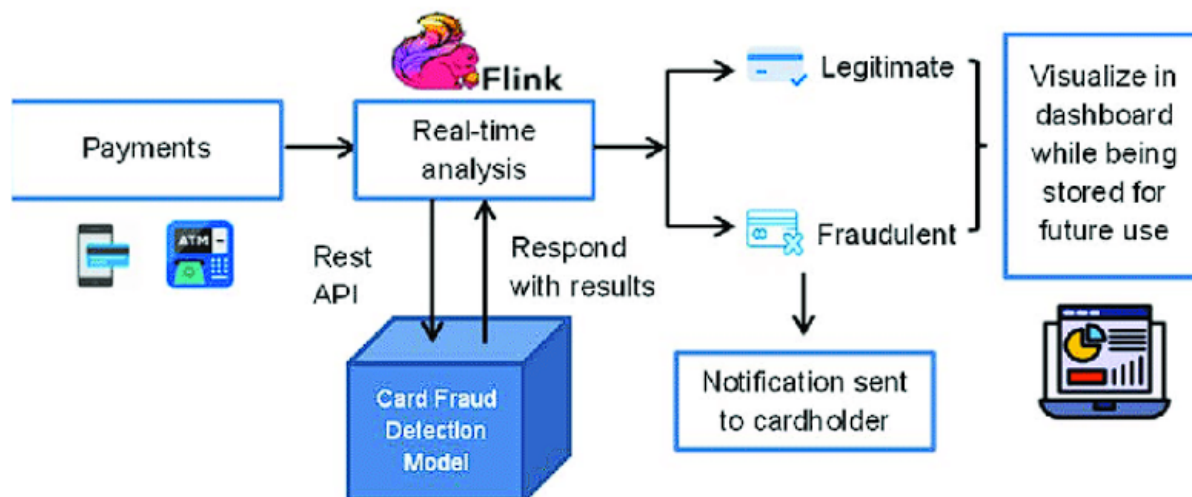 Flink
Payments
ATM
Real-time
analysis
Legitimate
Fraudulent
Visualize in
dashboard
while being
stored for
future use
Rest
API
Respond
with results
Card Fraud
Detection
Model
Notification sent
to cardholder